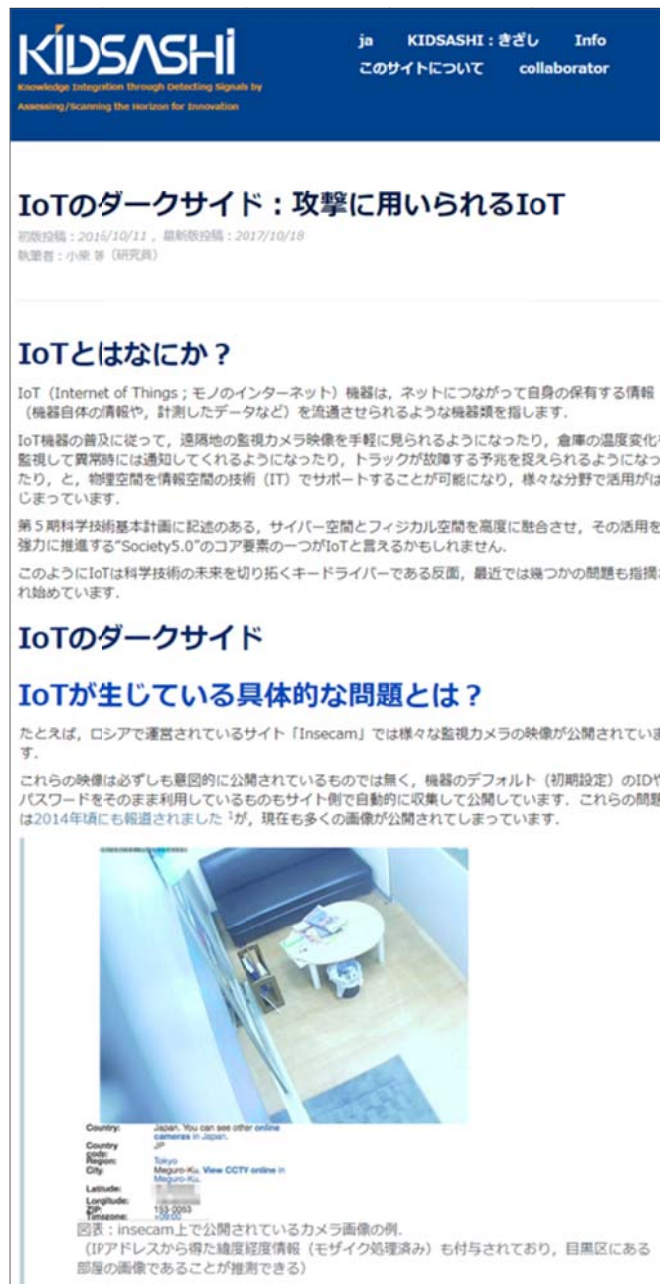 KIDSASHI
Knowledge Integration through Detecting Signals by
Assessing/Scanning the Horizon for Innovation
ja KIDSASHI：きざし Info
このサイトについて collaborator
IoTのダークサイド：攻撃に用いられるIoT
初版投稿：2016/10/11 , 最新版投稿：2017/10/18
執筆者：小柴 等（研究員）
IoTとはなにか？
IoT（Internet of Things；モノのインターネット）機器は，ネットにつながって自身の保有する情報
（機器自体の情報や，計測したデータなど）を流通させられるような機器類を指します．
IoT機器の普及に従って，遠隔地の監視カメラ映像を手軽に見られるようになったり，倉庫の温度変化を
監視して異常時には通知してくれるようになったり，トラックが故障する予兆を捉えられるようになっ
たり，と，物理空間を情報空間の技術（IT）でサポートすることが可能になり，様々な分野で活用がは
じまっています．
第５期科学技術基本計画に記述のある，サイバー空間とフィジカル空間を高度に融合させ，その活用を
強力に推進する"Society5.0"のコア要素の一つがIoTと言えるかもしれません．
このようにIoTは科学技術の未来を切り拓くキードライバーである反面，最近では幾つかの問題も指摘さ
れ始めています．
IoTのダークサイド
IoTが生じている具体的な問題とは？
たとえば，ロシアで運営されているサイト「Insecam」では様々な監視カメラの映像が公開されていま
す．
これらの映像は必ずしも意図的に公開されているものでは無く，機器のデフォルト（初期設定）のIDや
パスワードをそのまま利用しているものもサイト側で自動的に収集して公開しています．これらの問題
は2014年頃にも報道されました 1が，現在も多くの画像が公開されてしまっています．
Country: Japan. You can see other online
cameras in Japan.
Country JP
code:
Region: Tokyo
City Meguro-Ku. View CCTV online in
Meguro-Ku.
Latitude:
Longitude:
ZIP: 153-0053
Timezone: +09:00
図表：insecam上で公開されているカメラ画像の例．
（IPアドレスから得た緯度経度情報（モザイク処理済み）も付与されており，目黒区にある
部屋の画像であることが推測できる）